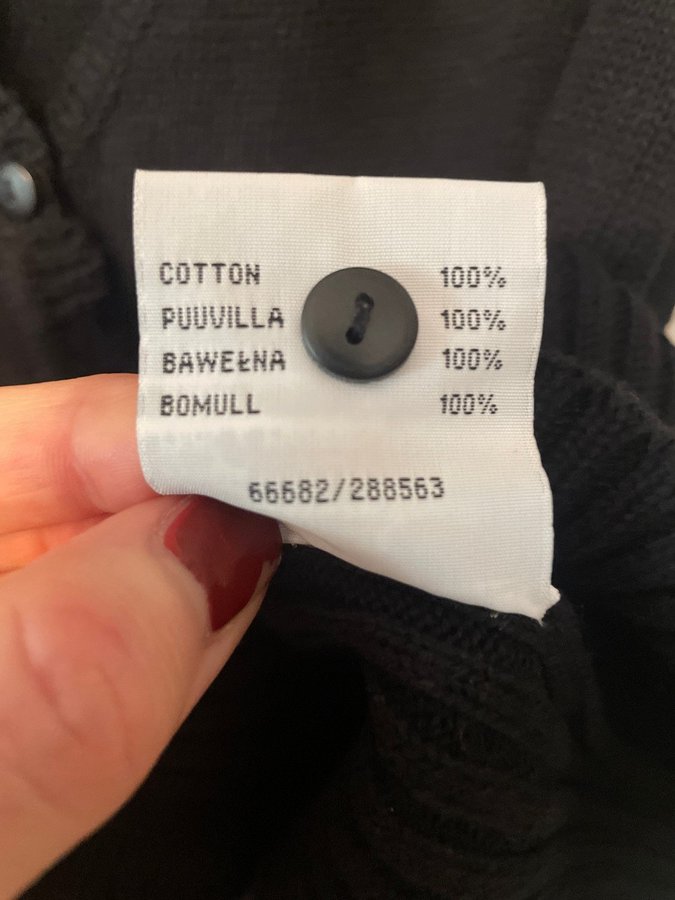 COTTON 100%
PUUVILLA 100%
BAWEŁNA 100%
BOMULL 100%
66682/288563